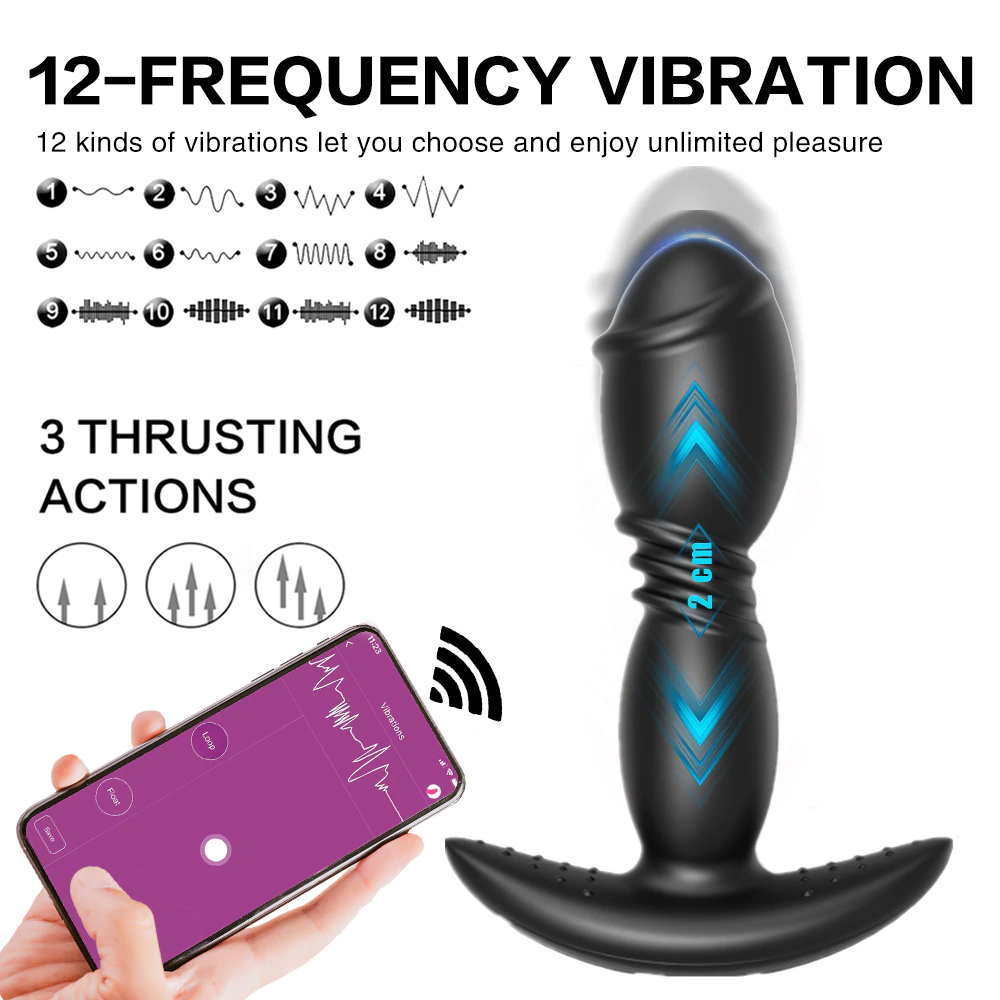 12-FREQUENCY VIBRATION
12 kinds of vibrations let you choose and enjoy unlimited pleasure
1 2 3 4
5 6 7 8
9 10 11 12
3 THRUSTING
ACTIONS
2 cm
11:23
Vibrations
Loop
Float
Save